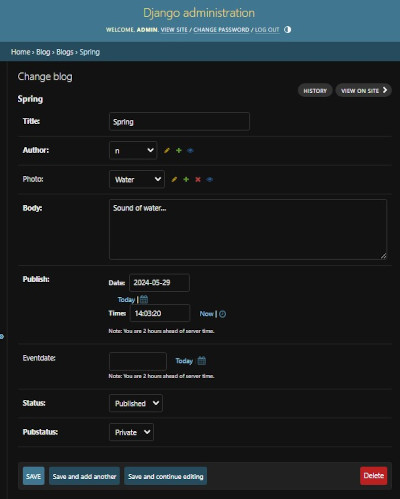 Django administration
WELCOME, ADMIN. VIEW SITE / CHANGE PASSWORD / LOG OUT
Home › Blog › Blogs › Spring
Change blog
HISTORY VIEW ON SITE
Spring
Title: Spring
Author: n
Photo: Water
Body: Sound of water...
Publish: Date: 2024-05-29
Today |
Time: 14:03:20 Now |
Note: You are 2 hours ahead of server time.
Eventdate: Today
Note: You are 2 hours ahead of server time.
Status: Published
Pubstatus: Private
SAVE Save and add another Save and continue editing Delete